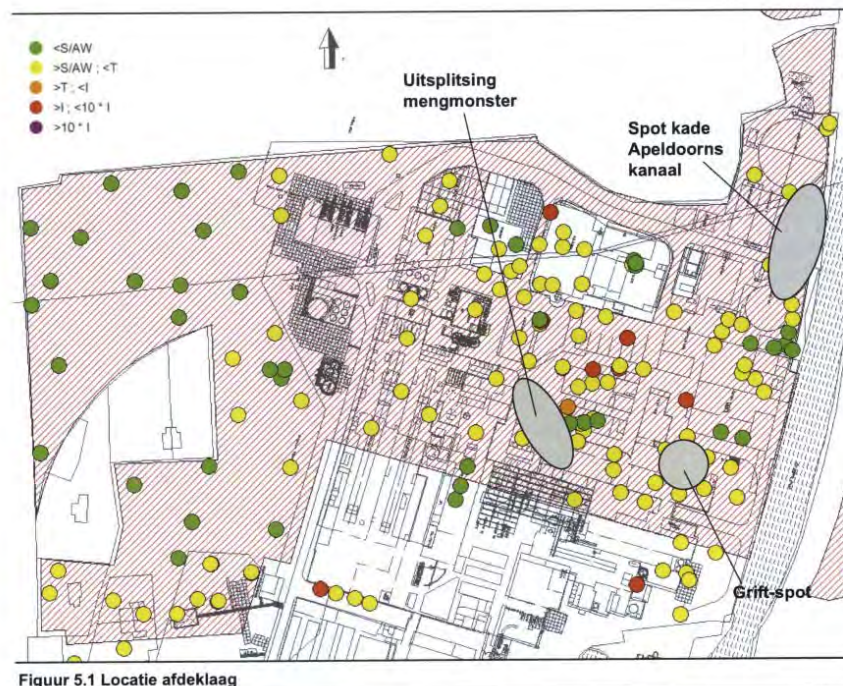 <S/AW
>S/AW ; <T
>T ; <I
>I ; <10 * I
>10 * I
Uitsplitsing
mengmonster
Spot kade
Apeldoorns
kanaal
Grift-spot
Figuur 5.1 Locatie afdeklaag